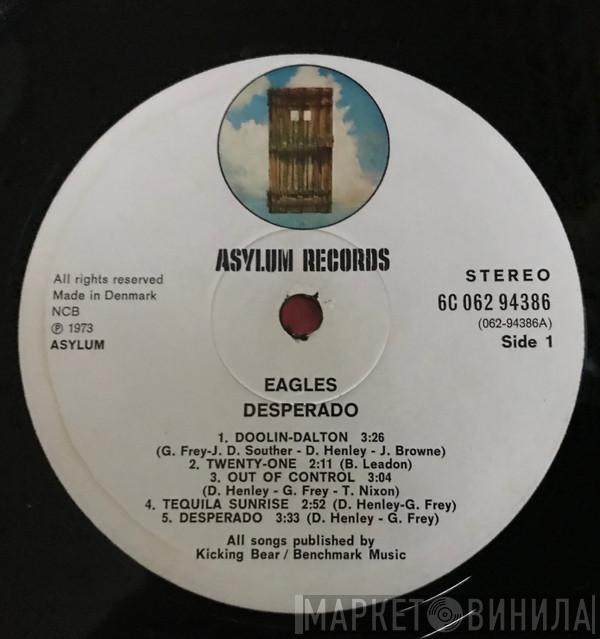 ASYLUM RECORDS
All rights reserved
Made in Denmark
NCB
Ⓟ 1973
ASYLUM
STEREO
6C 062 94386
(062-94386A)
Side 1
EAGLES
DESPERADO
1. DOOLIN-DALTON 3:26
(G. Frey-J. D. Souther - D. Henley - J. Browne)
2. TWENTY-ONE 2:11 (B. Leadon)
3. OUT OF CONTROL 3:04
(D. Henley - G. Frey - T. Nixon)
4. TEQUILA SUNRISE 2:52 (D. Henley-G. Frey)
5. DESPERADO 3:33 (D. Henley - G. Frey)
All songs published by
Kicking Bear / Benchmark Music
МАРКЕТ ВИНИЛА